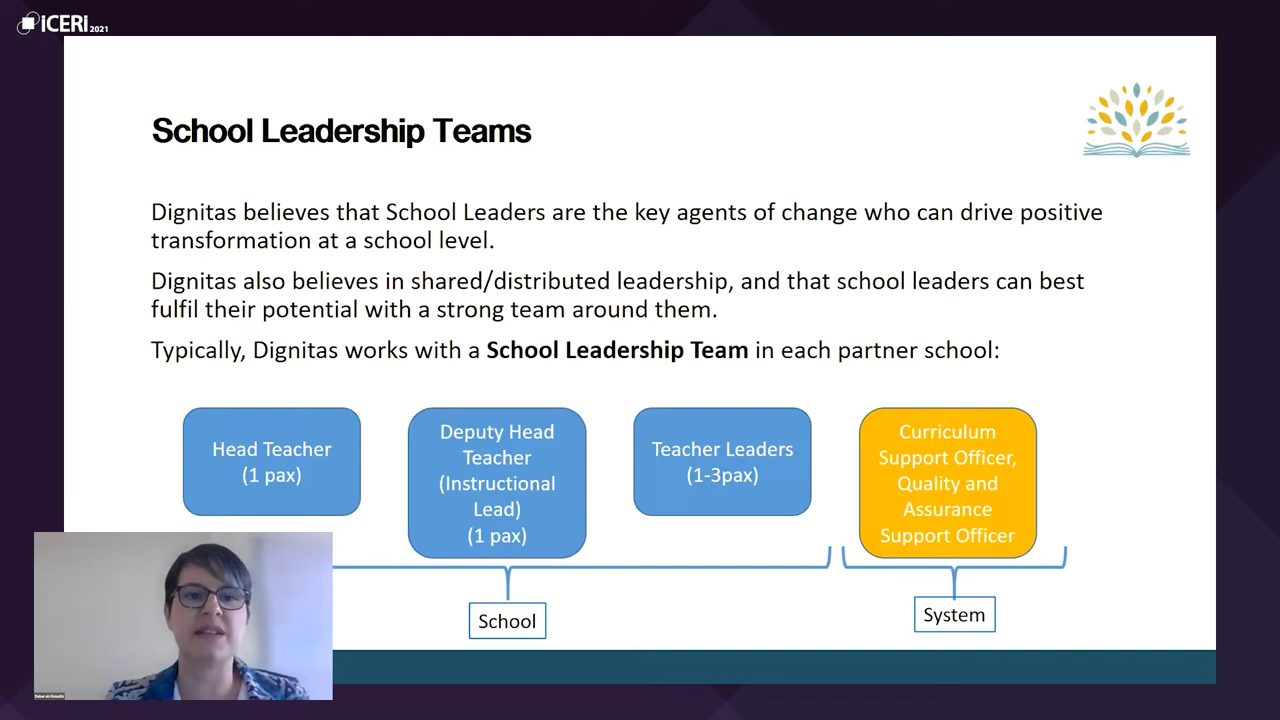 iCERi 2021
School Leadership Teams
Dignitas believes that School Leaders are the key agents of change who can drive positive
transformation at a school level.
Dignitas also believes in shared/distributed leadership, and that school leaders can best
fulfil their potential with a strong team around them.
Typically, Dignitas works with a School Leadership Team in each partner school:
Head Teacher
(1 pax)
Deputy Head
Teacher
(Instructional
Lead)
(1 pax)
Teacher Leaders
(1-3pax)
Curriculum
Support Officer,
Quality and
Assurance
Support Officer
School
System